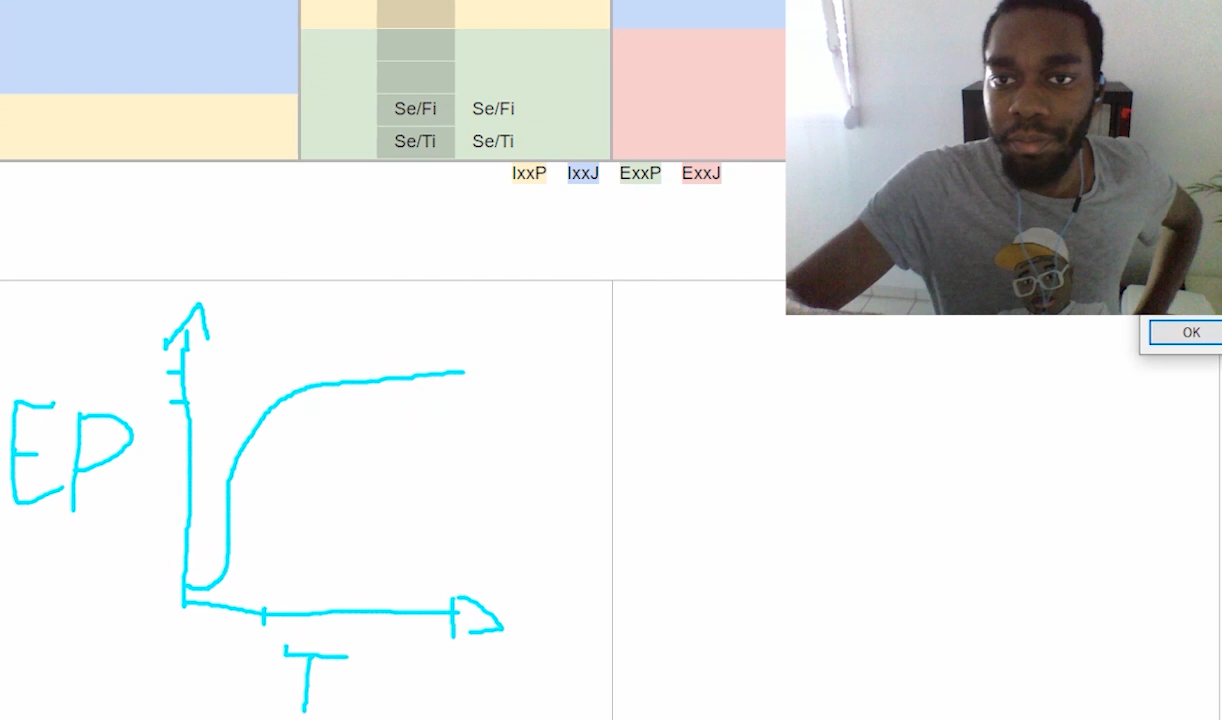 Se/Fi Se/Fi
Se/Ti Se/Ti
IxxP IxxJ ExxP ExxJ
OK
EP
T